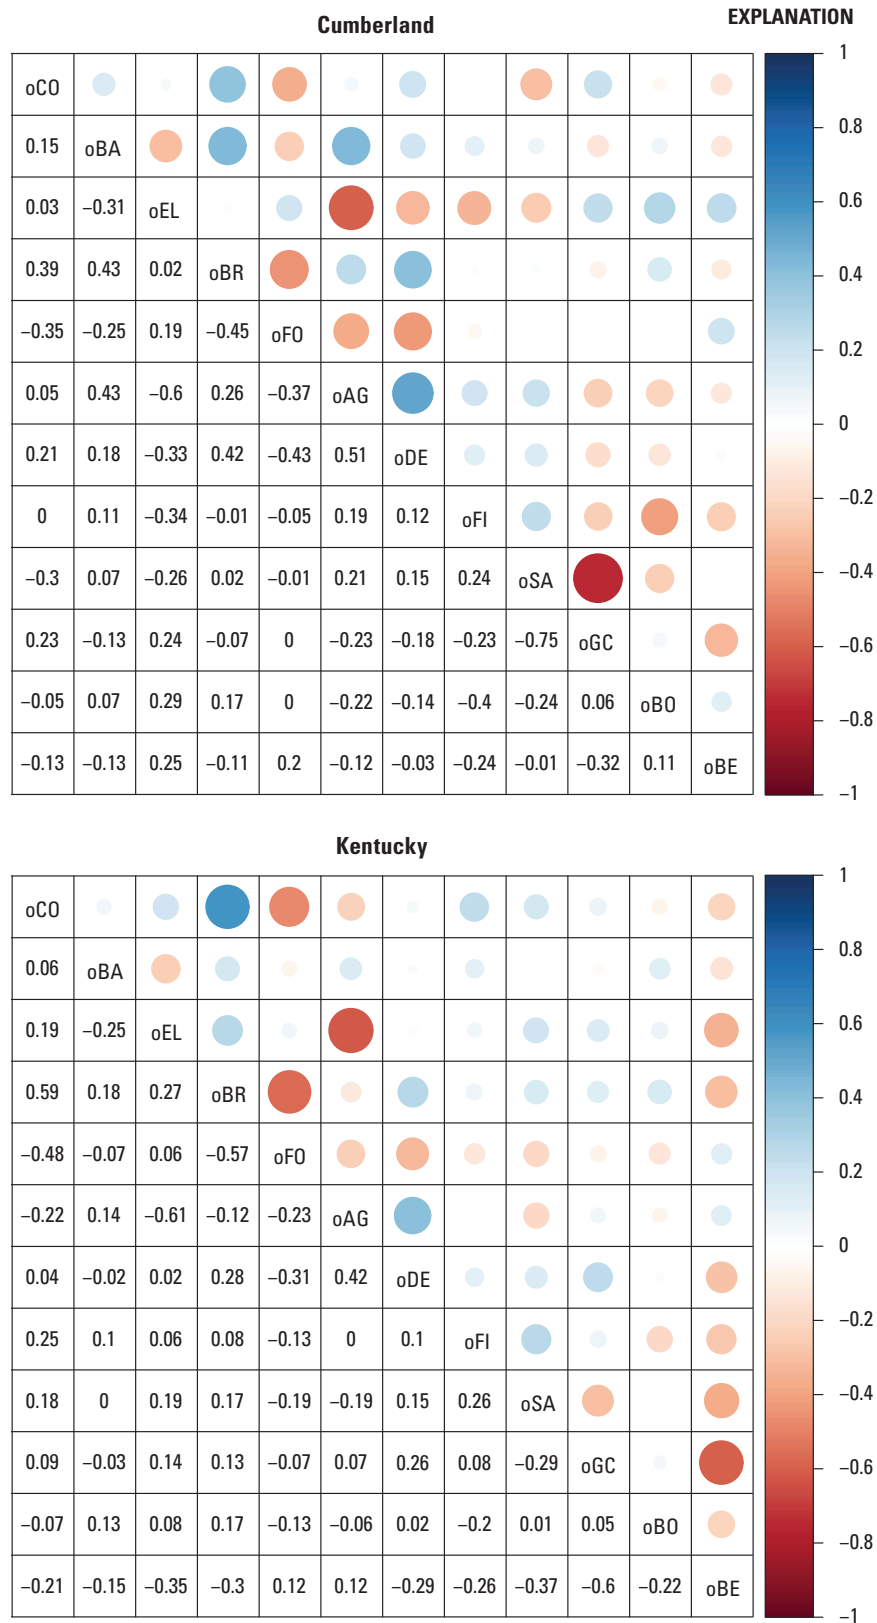 Cumberland
EXPLANATION
oCO
0.15 oBA
0.03 −0.31 oEL
0.39 0.43 0.02 oBR
−0.35 −0.25 0.19 −0.45 oFO
0.05 0.43 −0.6 0.26 −0.37 oAG
0.21 0.18 −0.33 0.42 −0.43 0.51 oDE
0 0.11 −0.34 −0.01 −0.05 0.19 0.12 oFI
−0.3 0.07 −0.26 0.02 −0.01 0.21 0.15 0.24 oSA
0.23 −0.13 0.24 −0.07 0 −0.23 −0.18 −0.23 −0.75 oGC
−0.05 0.07 0.29 0.17 0 −0.22 −0.14 −0.4 −0.24 0.06 oBO
−0.13 −0.13 0.25 −0.11 0.2 −0.12 −0.03 −0.24 −0.01 −0.32 0.11 oBE
1
0.8
0.6
0.4
0.2
0
−0.2
−0.4
−0.6
−0.8
−1
Kentucky
oCO
0.06 oBA
0.19 −0.25 oEL
0.59 0.18 0.27 oBR
−0.48 −0.07 0.06 −0.57 oFO
−0.22 0.14 −0.61 −0.12 −0.23 oAG
0.04 −0.02 0.02 0.28 −0.31 0.42 oDE
0.25 0.1 0.06 0.08 −0.13 0 0.1 oFI
0.18 0 0.19 0.17 −0.19 −0.19 0.15 0.26 oSA
0.09 −0.03 0.14 0.13 −0.07 0.07 0.26 0.08 −0.29 oGC
−0.07 0.13 0.08 0.17 −0.13 −0.06 0.02 −0.2 0.01 0.05 oBO
−0.21 −0.15 −0.35 −0.3 0.12 0.12 −0.29 −0.26 −0.37 −0.6 −0.22 oBE
1
0.8
0.6
0.4
0.2
0
−0.2
−0.4
−0.6
−0.8
−1